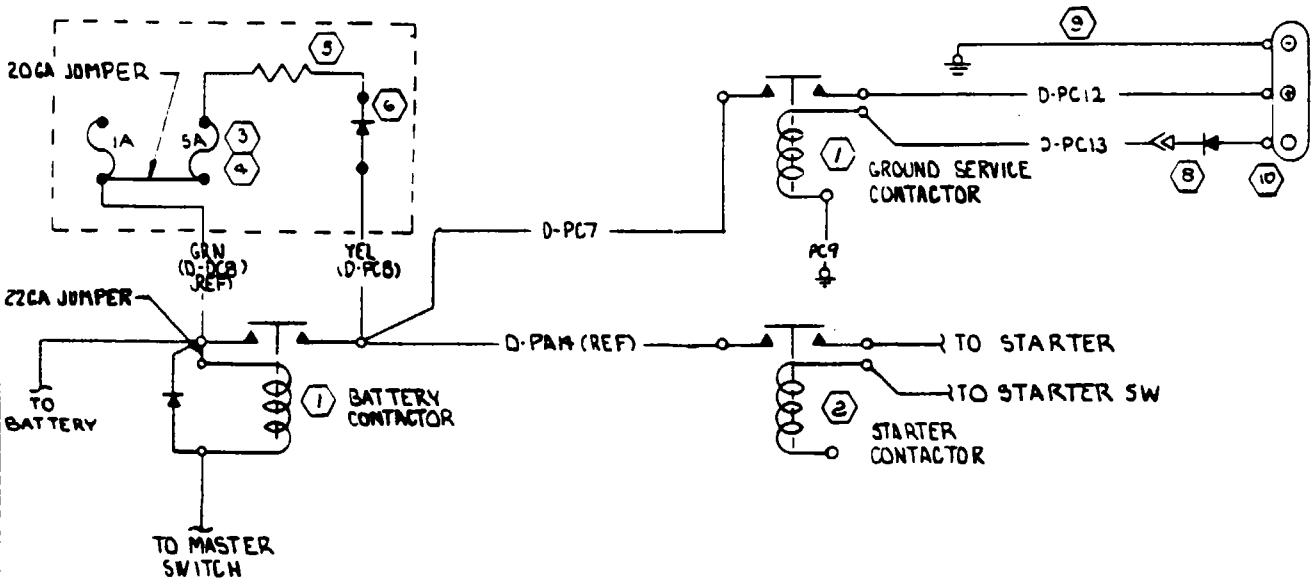 5
9
20GA JUMPER
6
1A
5A
3
4
D-PC12
D-PC13
1
GROUND SERVICE
CONTACTOR
8
10
D-PC7
GRN
(D-DCB)
(REF)
YEL
(D-PCB)
PC9
22GA JUMPER
D-PA14 (REF)
TO STARTER
TO STARTER SW
TO
BATTERY
1
BATTERY
CONTACTOR
2
STARTER
CONTACTOR
TO MASTER
SWITCH